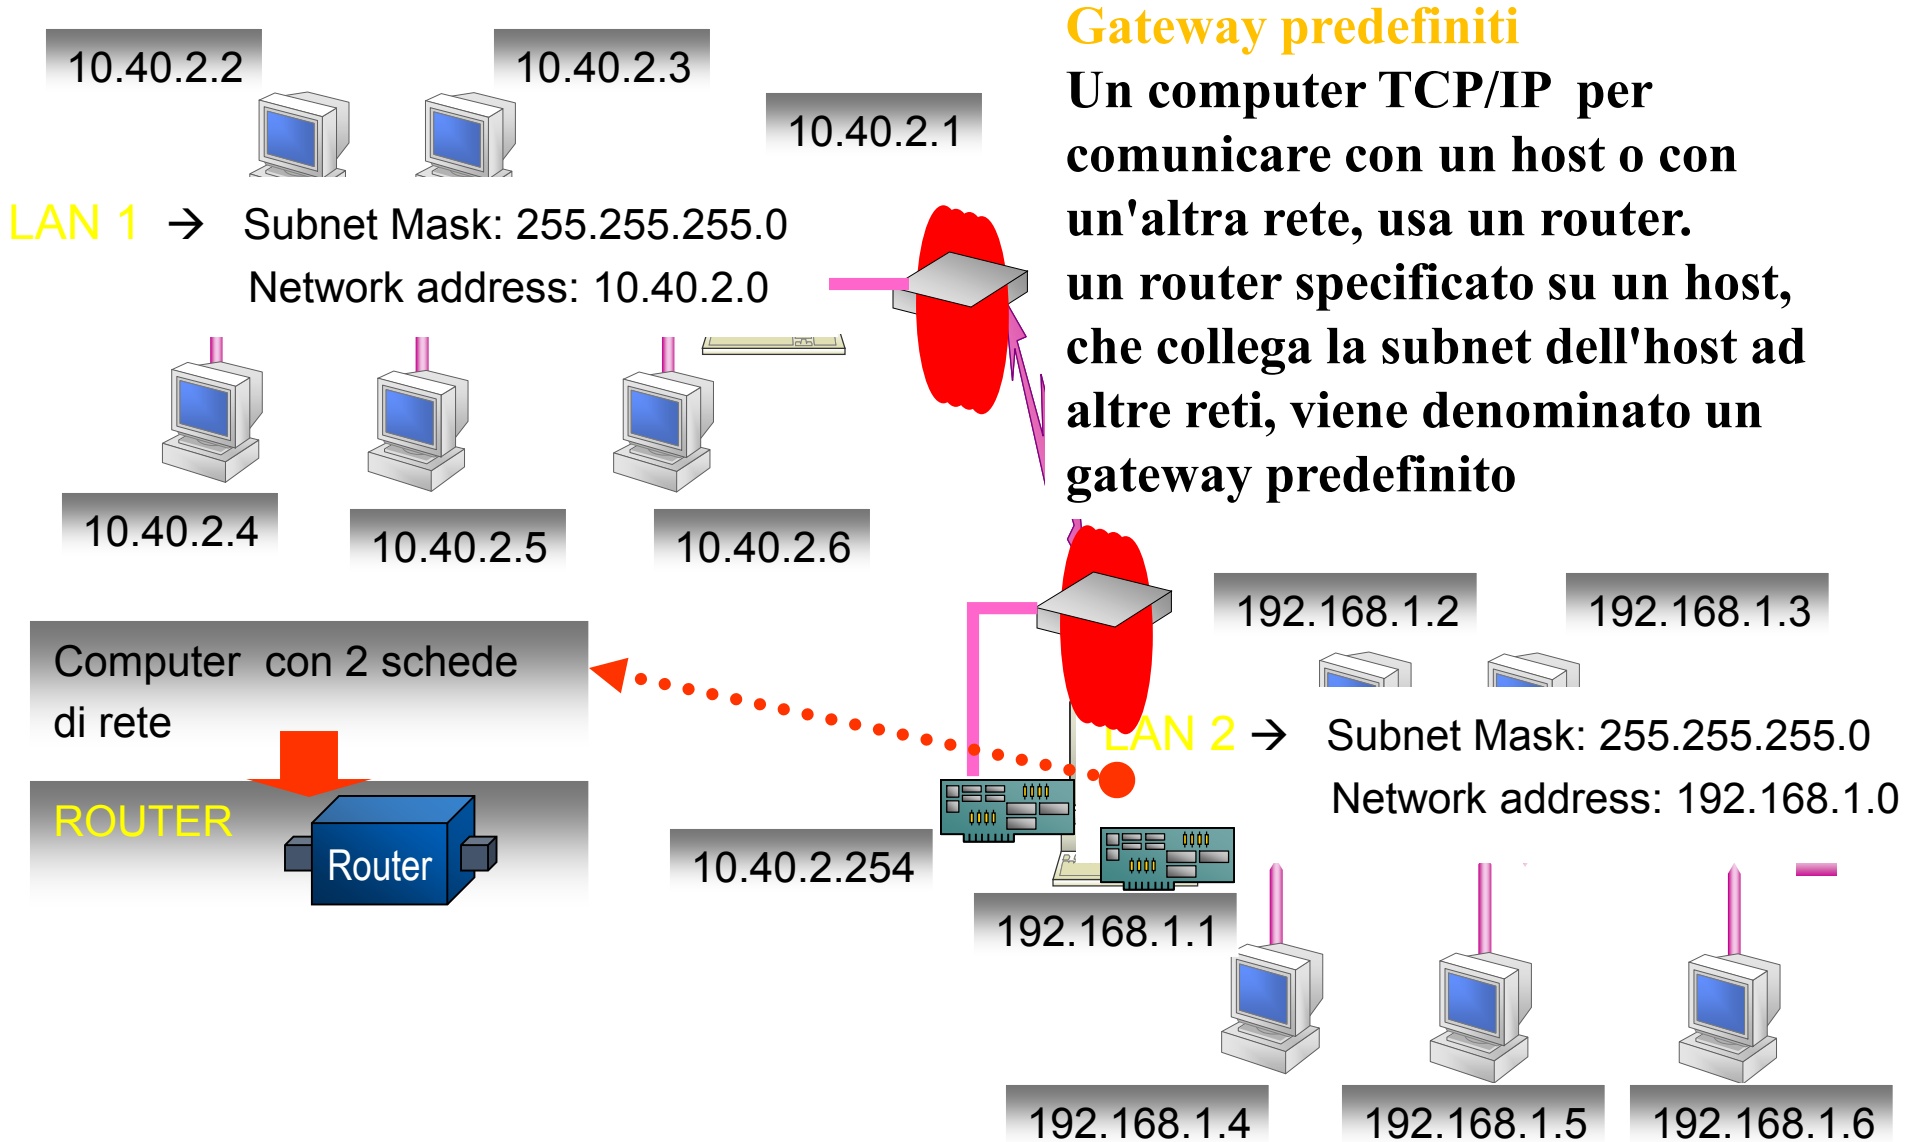 Gateway predefiniti
Un computer TCP/IP per
comunicare con un host o con
un'altra rete, usa un router.
un router specificato su un host,
che collega la subnet dell'host ad
altre reti, viene denominato un
gateway predefinito
10.40.2.2
10.40.2.3
10.40.2.1
LAN 1 → Subnet Mask: 255.255.255.0
Network address: 10.40.2.0
10.40.2.4
10.40.2.5
10.40.2.6
192.168.1.2
192.168.1.3
Computer con 2 schede
di rete
LAN 2 → Subnet Mask: 255.255.255.0
Network address: 192.168.1.0
ROUTER
Router
10.40.2.254
192.168.1.1
192.168.1.4
192.168.1.5
192.168.1.6